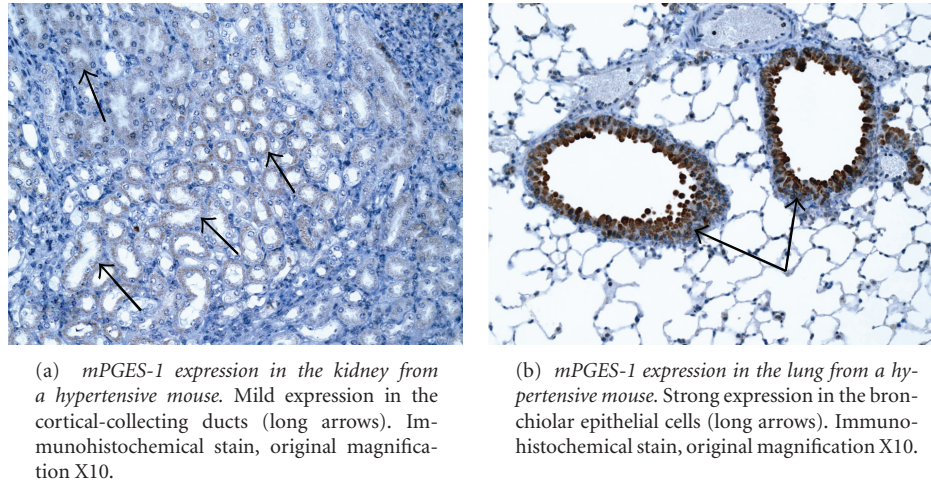 (a) mPGES-1 expression in the kidney from
a hypertensive mouse. Mild expression in the
cortical-collecting ducts (long arrows). Im-
munohistochemical stain, original magnifica-
tion X10.
(b) mPGES-1 expression in the lung from a hy-
pertensive mouse. Strong expression in the bron-
chiolar epithelial cells (long arrows). Immuno-
histochemical stain, original magnification X10.